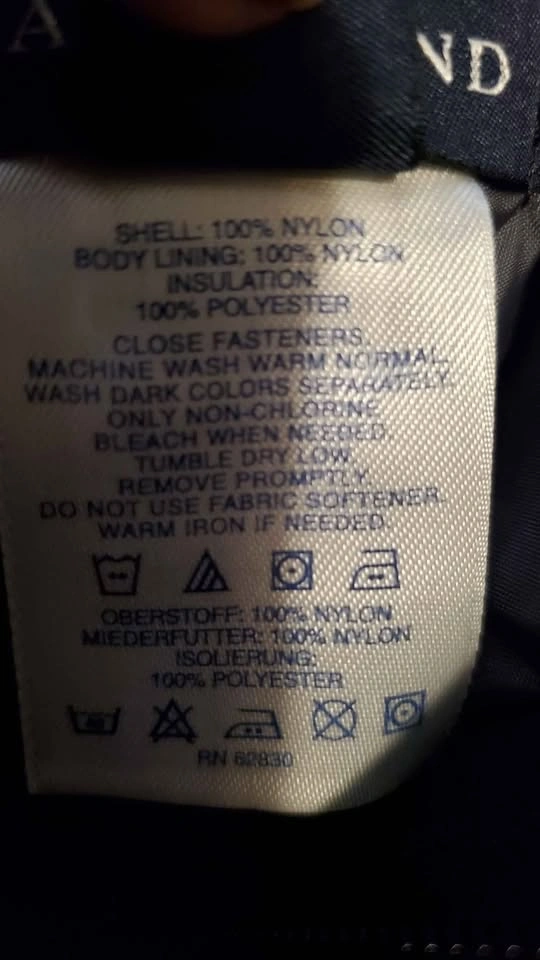 A
ND
SHELL: 100% NYLON
BODY LINING: 100% NYLON
INSULATION:
100% POLYESTER
CLOSE FASTENERS.
MACHINE WASH WARM NORMAL.
WASH DARK COLORS SEPARATELY.
ONLY NON-CHLORINE
BLEACH WHEN NEEDED.
TUMBLE DRY LOW.
REMOVE PROMPTLY.
DO NOT USE FABRIC SOFTENER.
WARM IRON IF NEEDED.
OBERSTOFF: 100% NYLON
MIEDERFUTTER: 100% NYLON
ISOLIERUNG:
100% POLYESTER
RN 62830